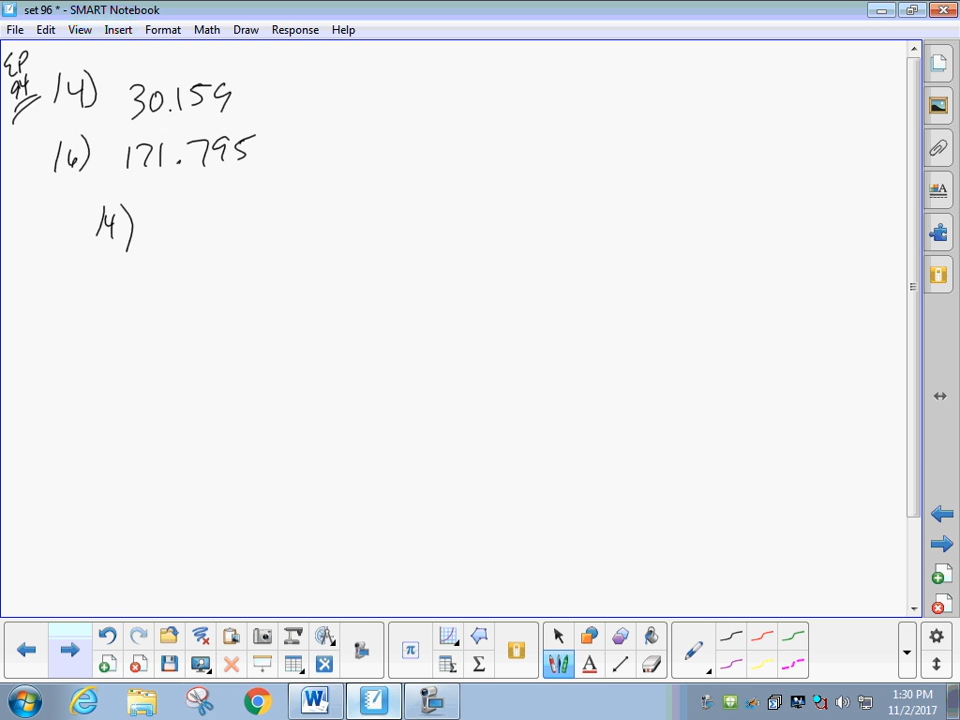 set 96 * - SMART Notebook
File Edit View Insert Format Math Draw Response Help
EP
94
14) 30.159
16) 171.795
14)
1:30 PM
11/2/2017